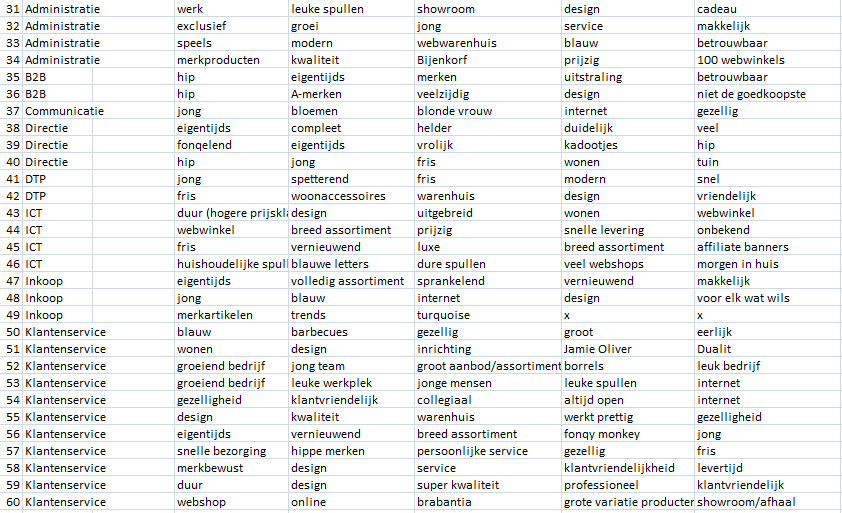 31 Administratie werk leuke spullen showroom design cadeau
32 Administratie exclusief groei jong service makkelijk
33 Administratie speels modern webwarenhuis blauw betrouwbaar
34 Administratie merkproducten kwaliteit Bijenkorf prijzig 100 webwinkels
35 B2B hip eigentijds merken uitstraling betrouwbaar
36 B2B hip A-merken veelzijdig design niet de goedkoopste
37 Communicatie jong bloemen blonde vrouw internet gezellig
38 Directie eigentijds compleet helder duidelijk veel
39 Directie fonqelend eigentijds vrolijk kadootjes hip
40 Directie hip jong fris wonen tuin
41 DTP jong spetterend fris modern snel
42 DTP fris woonaccessoires warenhuis design vriendelijk
43 ICT duur (hogere prijskla design uitgebreid wonen webwinkel
44 ICT webwinkel breed assortiment prijzig snelle levering onbekend
45 ICT fris vernieuwend luxe breed assortiment affiliate banners
46 ICT huishoudelijke spull blauwe letters dure spullen veel webshops morgen in huis
47 Inkoop eigentijds volledig assortiment sprankelend vernieuwend makkelijk
48 Inkoop jong blauw internet design voor elk wat wils
49 Inkoop merkartikelen trends turquoise x x
50 Klantenservice blauw barbecues gezellig groot eerlijk
51 Klantenservice wonen design inrichting Jamie Oliver Dualit
52 Klantenservice groeiend bedrijf jong team groot aanbod/assortiment borrels leuk bedrijf
53 Klantenservice groeiend bedrijf leuke werkplek jonge mensen leuke spullen internet
54 Klantenservice gezelligheid klantvriendelijk collegiaal altijd open internet
55 Klantenservice design kwaliteit warenhuis werkt prettig gezelligheid
56 Klantenservice eigentijds vernieuwend breed assortiment fonqy monkey jong
57 Klantenservice snelle bezorging hippe merken persoonlijke service gezellig fris
58 Klantenservice merkbewust design service klantvriendelijkheid levertijd
59 Klantenservice duur design super kwaliteit professioneel klantvriendelijk
60 Klantenservice webshop online brabantia grote variatie producten showroom/afhaal